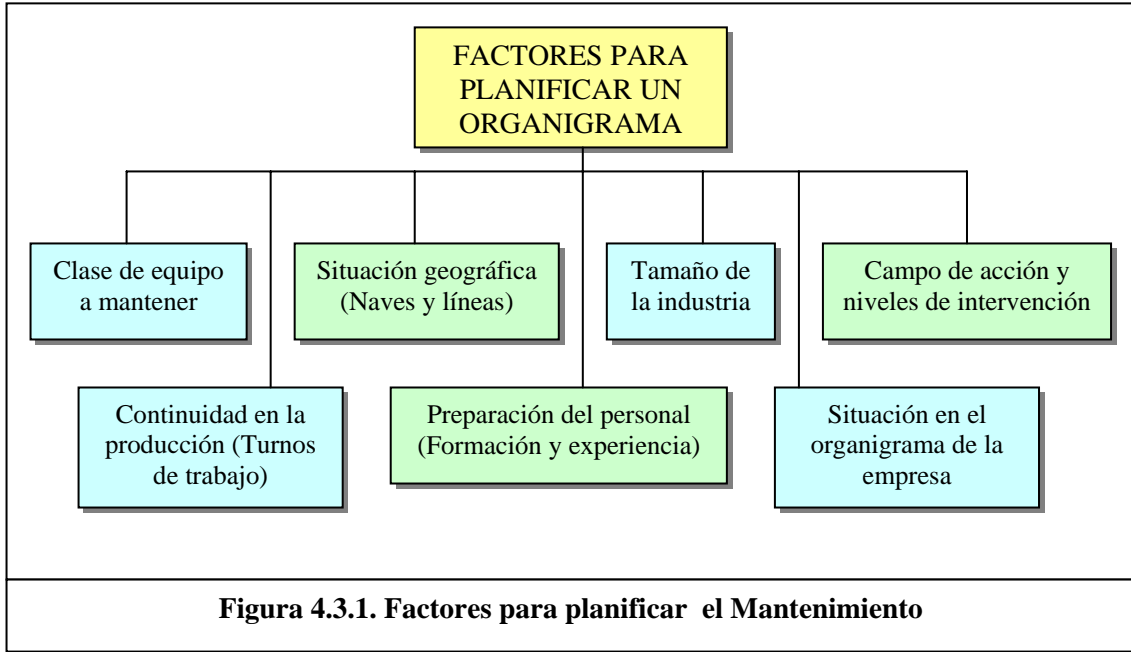 FACTORES PARA
PLANIFICAR UN
ORGANIGRAMA
Clase de equipo
a mantener
Situación geográfica
(Naves y líneas)
Tamaño de
la industria
Campo de acción y
niveles de intervención
Continuidad en la
producción (Turnos
de trabajo)
Preparación del personal
(Formación y experiencia)
Situación en el
organigrama de la
empresa
Figura 4.3.1. Factores para planificar el Mantenimiento